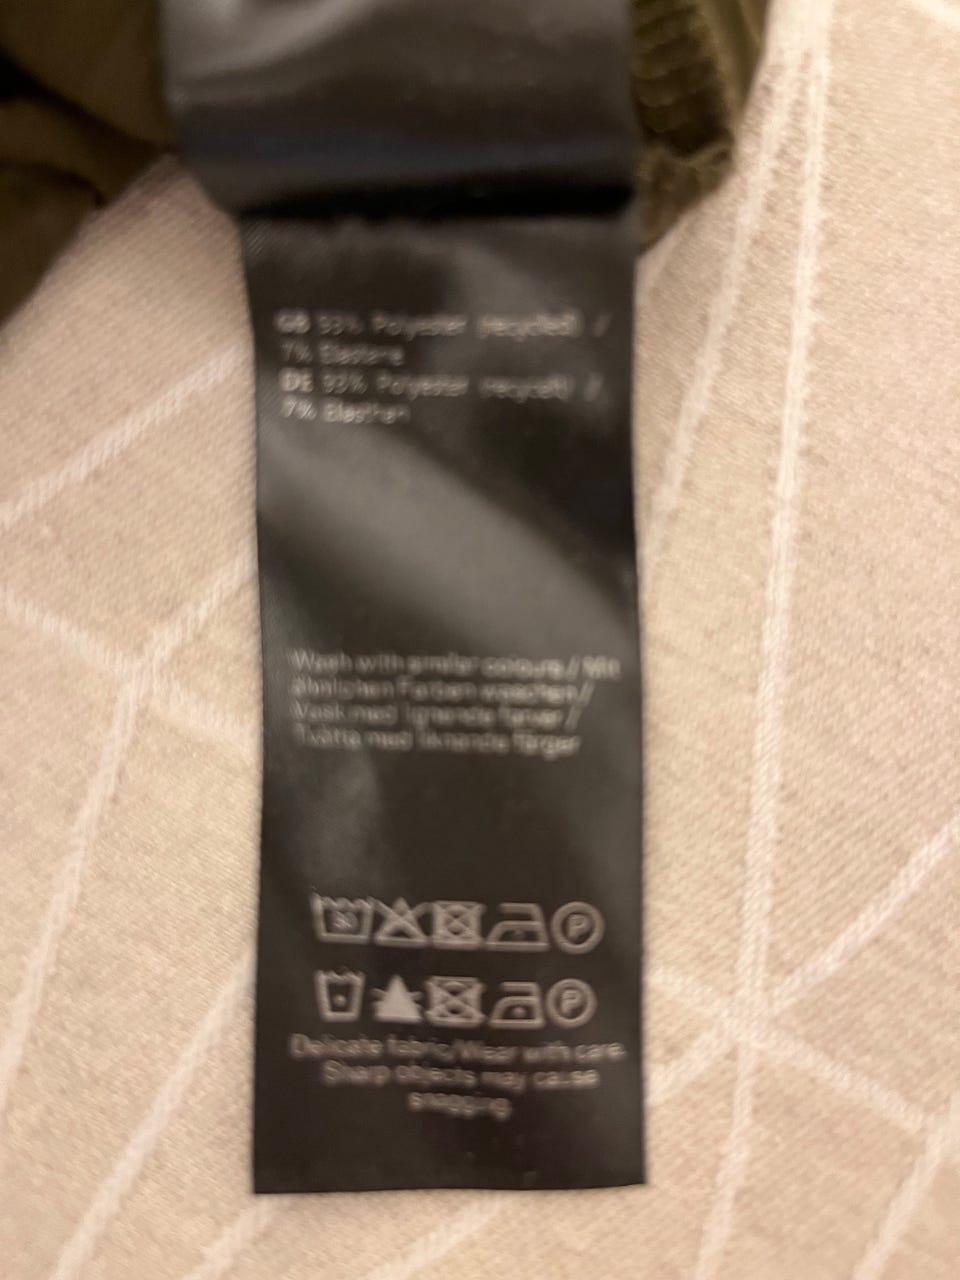 GB 93% Polyester (recycled) /
7% Elastane
DE 93% Polyester (recycelt) /
7% Elasthan
Wash with similar colours / Mit
ähnlichen Farben waschen /
Vask med lignende farver /
Tvätta med liknande färger
P
P
Delicate fabric/Wear with care.
Sharp objects may cause
snagging